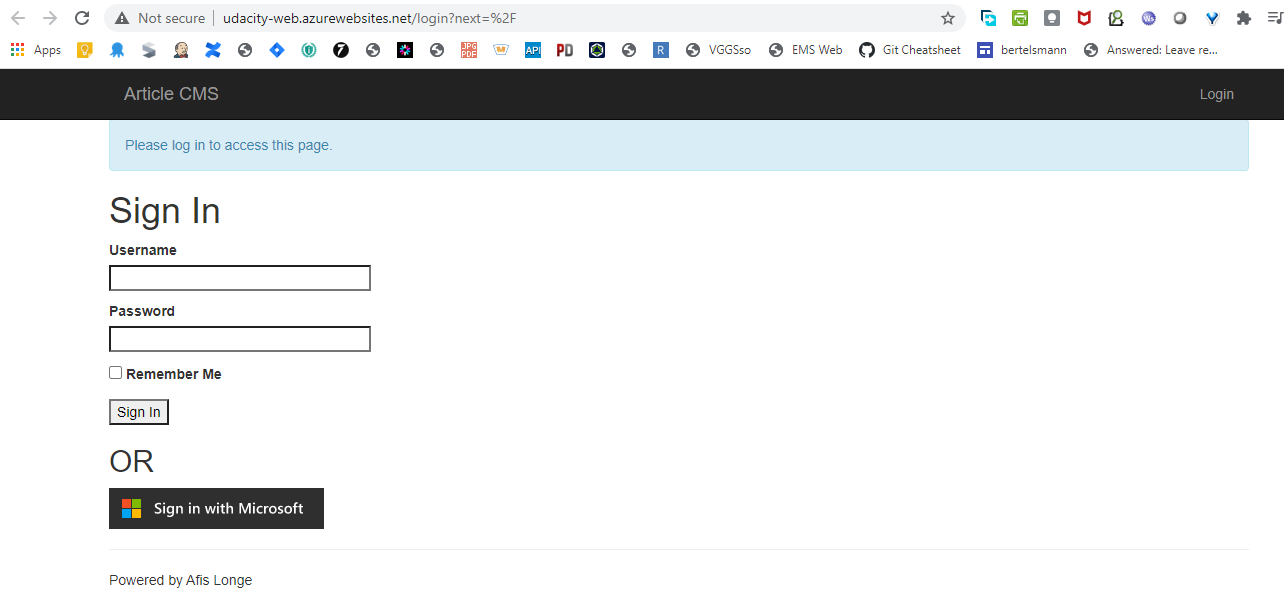 Not secure | udacity-web.azurewebsites.net/login?next=%2F
Apps JPG PDF API PD R VGGSso EMS Web Git Cheatsheet bertelsmann Answered: Leave re...
Article CMS Login
Please log in to access this page.
Sign In
Username
Password
Remember Me
Sign In
OR
Sign in with Microsoft
Powered by Afis Longe